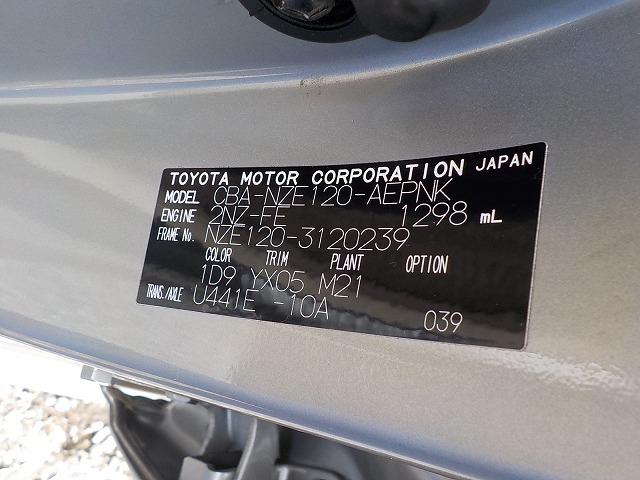 TOYOTA MOTOR CORPORATION JAPAN
MODEL CBA-NZE120-AEPNK
ENGINE 2NZ-FE 1298 mL
FRAME No. NZE120-3120239
COLOR TRIM PLANT OPTION
1D9 YX05 M21
TRANS./AXLE U441E -10A
039